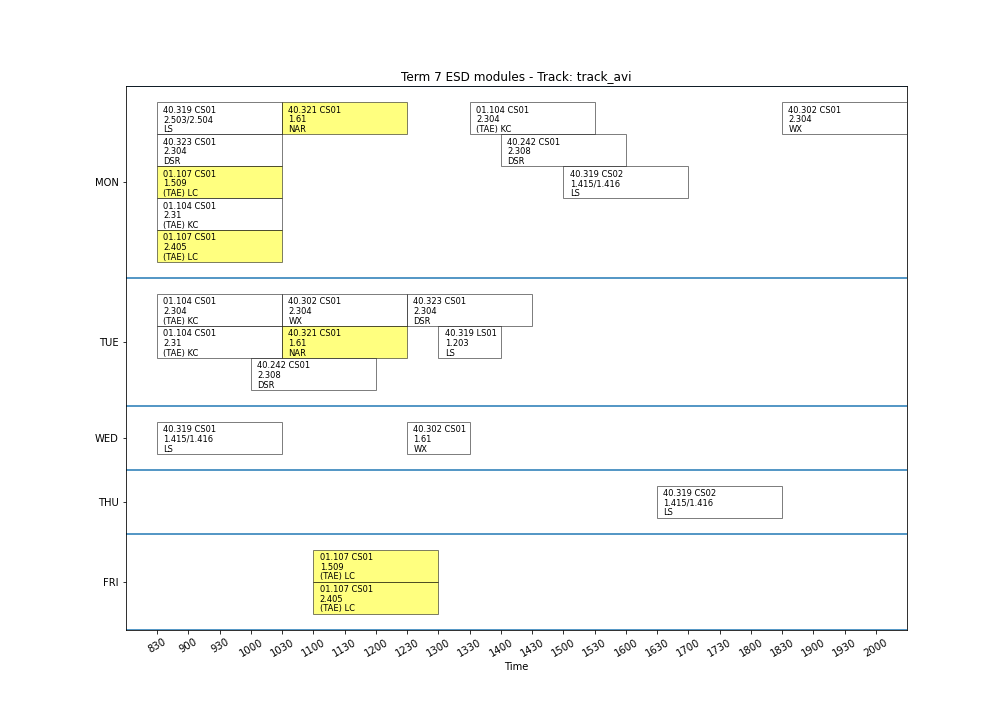 Term 7 ESD modules - Track: track_avi
MON
40.319 CS01
2.503/2.504
LS
40.321 CS01
1.61
NAR
01.104 CS01
2.304
(TAE) KC
40.302 CS01
2.304
WX
40.323 CS01
2.304
DSR
40.242 CS01
2.308
DSR
01.107 CS01
1.509
(TAE) LC
40.319 CS02
1.415/1.416
LS
01.104 CS01
2.31
(TAE) KC
01.107 CS01
2.405
(TAE) LC
TUE
01.104 CS01
2.304
(TAE) KC
40.302 CS01
2.304
WX
40.323 CS01
2.304
DSR
01.104 CS01
2.31
(TAE) KC
40.321 CS01
1.61
NAR
40.319 LS01
1.203
LS
40.242 CS01
2.308
DSR
WED
40.319 CS01
1.415/1.416
LS
40.302 CS01
1.61
WX
THU
40.319 CS02
1.415/1.416
LS
FRI
01.107 CS01
1.509
(TAE) LC
01.107 CS01
2.405
(TAE) LC
830 900 930 1000 1030 1100 1130 1200 1230 1300 1330 1400 1430 1500 1530 1600 1630 1700 1730 1800 1830 1900 1930 2000
Time